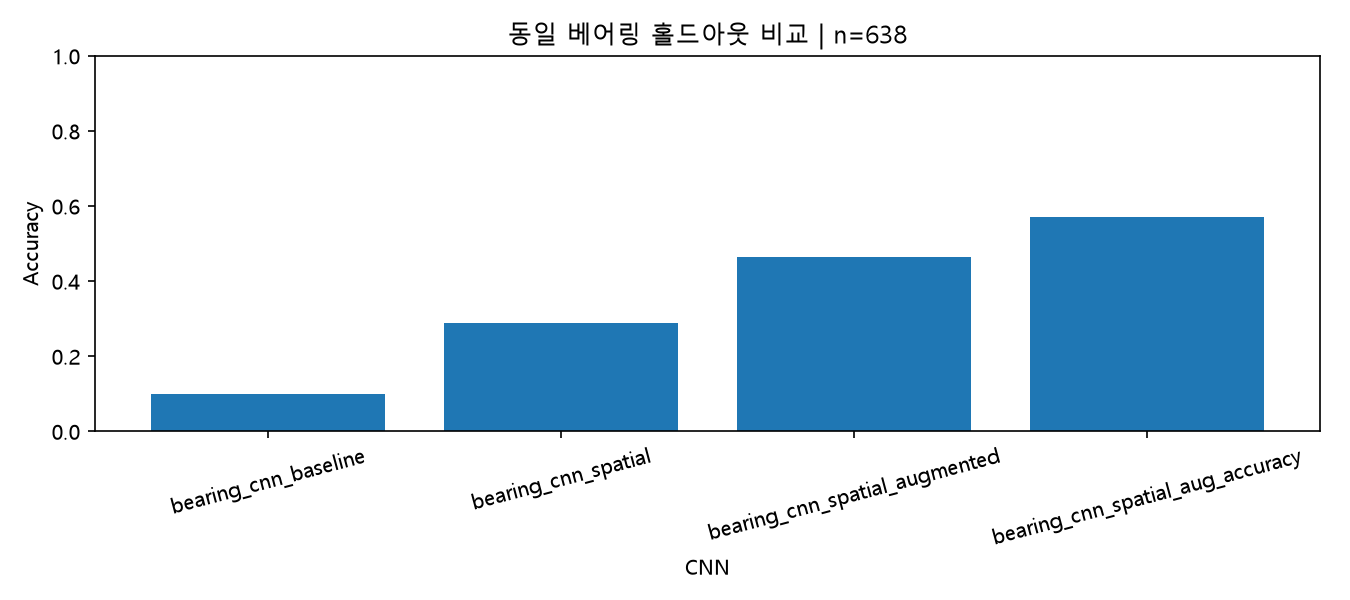 동일 베어링 홀드아웃 비교 | n=638
1.0
0.8
0.6
0.4
0.2
0.0
Accuracy
bearing_cnn_baseline
bearing_cnn_spatial
bearing_cnn_spatial_augmented
bearing_cnn_spatial_aug_accuracy
CNN